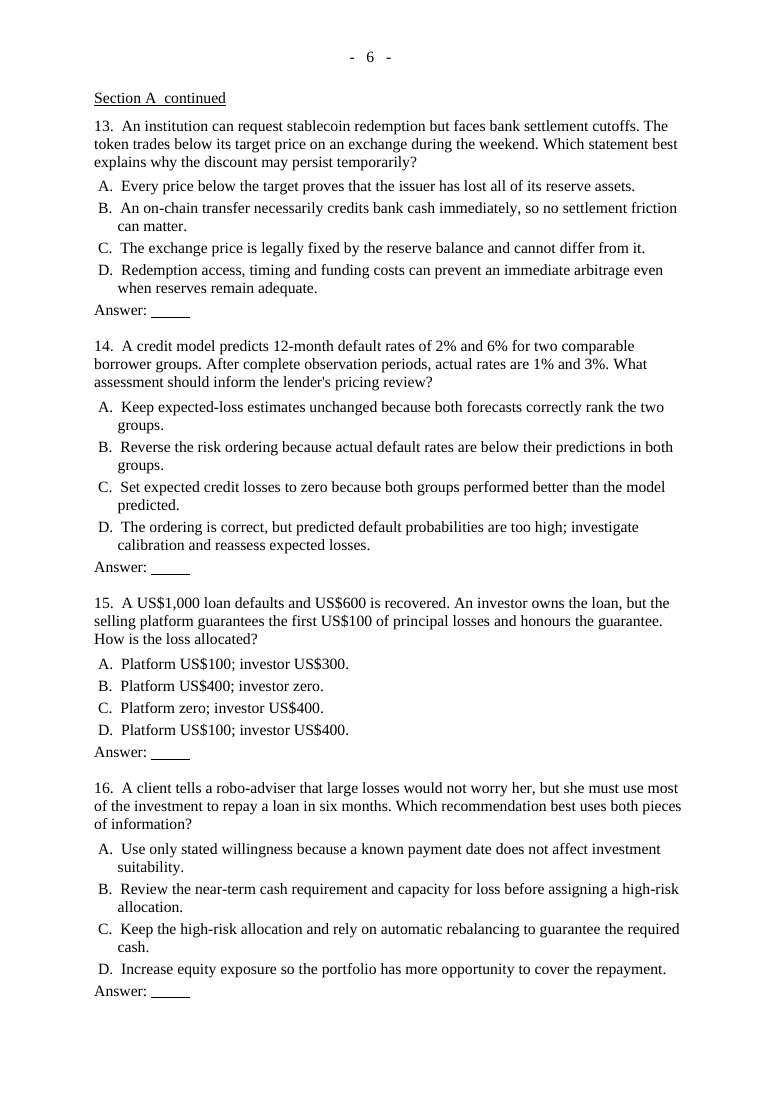 - 6 -
Section A continued
13. An institution can request stablecoin redemption but faces bank settlement cutoffs. The
token trades below its target price on an exchange during the weekend. Which statement best
explains why the discount may persist temporarily?
A. Every price below the target proves that the issuer has lost all of its reserve assets.
B. An on-chain transfer necessarily credits bank cash immediately, so no settlement friction
can matter.
C. The exchange price is legally fixed by the reserve balance and cannot differ from it.
D. Redemption access, timing and funding costs can prevent an immediate arbitrage even
when reserves remain adequate.
Answer: _____
14. A credit model predicts 12-month default rates of 2% and 6% for two comparable
borrower groups. After complete observation periods, actual rates are 1% and 3%. What
assessment should inform the lender's pricing review?
A. Keep expected-loss estimates unchanged because both forecasts correctly rank the two
groups.
B. Reverse the risk ordering because actual default rates are below their predictions in both
groups.
C. Set expected credit losses to zero because both groups performed better than the model
predicted.
D. The ordering is correct, but predicted default probabilities are too high; investigate
calibration and reassess expected losses.
Answer: _____
15. A US$1,000 loan defaults and US$600 is recovered. An investor owns the loan, but the
selling platform guarantees the first US$100 of principal losses and honours the guarantee.
How is the loss allocated?
A. Platform US$100; investor US$300.
B. Platform US$400; investor zero.
C. Platform zero; investor US$400.
D. Platform US$100; investor US$400.
Answer: _____
16. A client tells a robo-adviser that large losses would not worry her, but she must use most
of the investment to repay a loan in six months. Which recommendation best uses both pieces
of information?
A. Use only stated willingness because a known payment date does not affect investment
suitability.
B. Review the near-term cash requirement and capacity for loss before assigning a high-risk
allocation.
C. Keep the high-risk allocation and rely on automatic rebalancing to guarantee the required
cash.
D. Increase equity exposure so the portfolio has more opportunity to cover the repayment.
Answer: _____